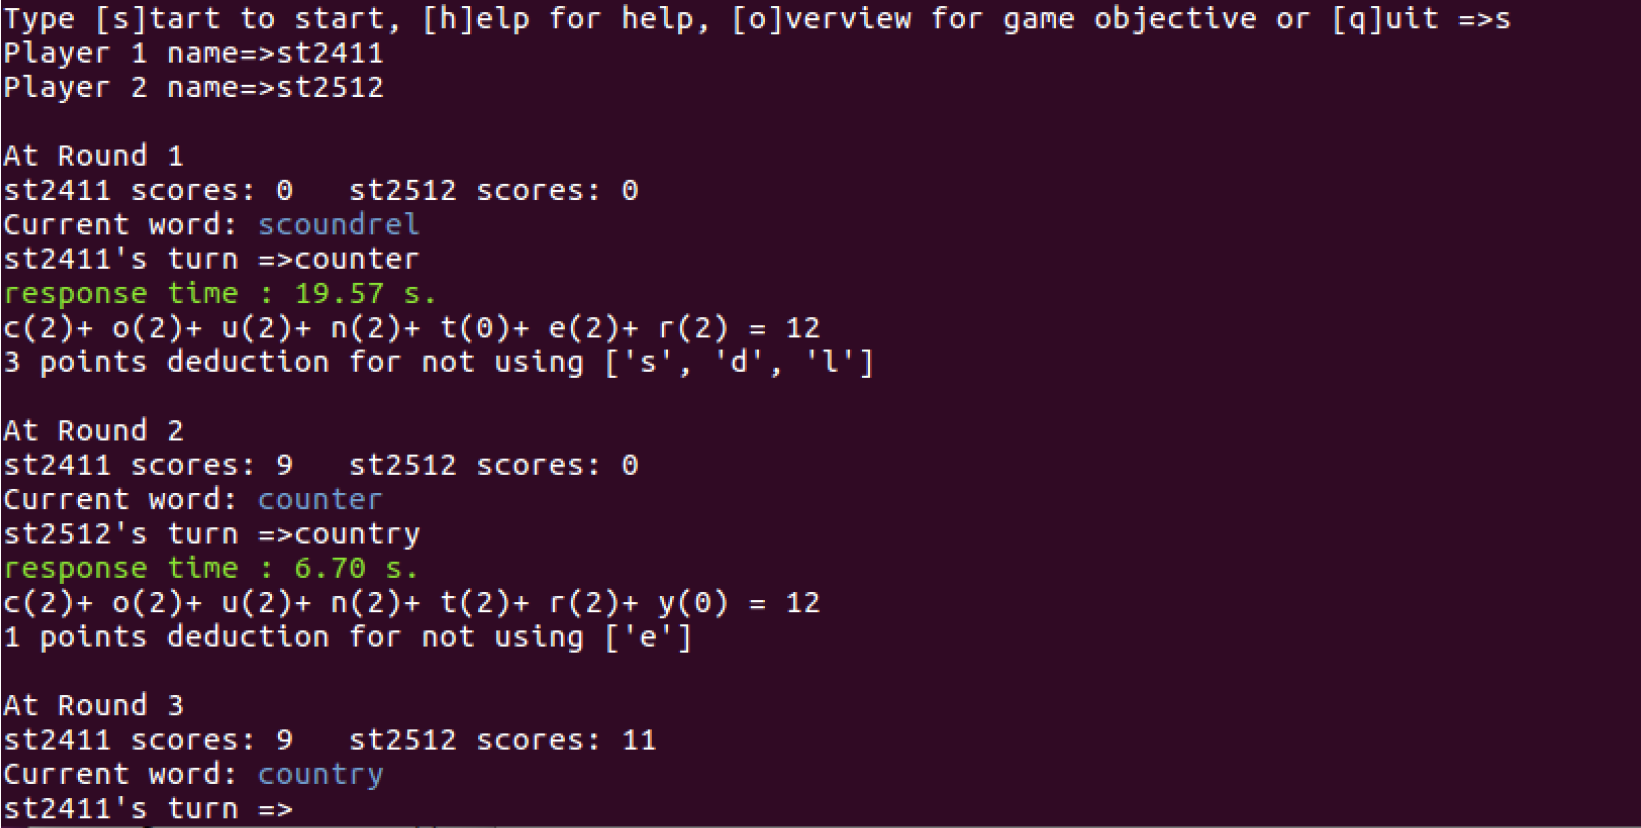 Type [s]tart to start, [h]elp for help, [o]verview for game objective or [q]uit =>s
Player 1 name=>st2411
Player 2 name=>st2512
At Round 1
st2411 scores: 0   st2512 scores: 0
Current word: scoundrel
st2411's turn =>counter
response time : 19.57 s.
c(2)+ o(2)+ u(2)+ n(2)+ t(0)+ e(2)+ r(2) = 12
3 points deduction for not using ['s', 'd', 'l']
At Round 2
st2411 scores: 9   st2512 scores: 0
Current word: counter
st2512's turn =>country
response time : 6.70 s.
c(2)+ o(2)+ u(2)+ n(2)+ t(2)+ r(2)+ y(0) = 12
1 points deduction for not using ['e']
At Round 3
st2411 scores: 9   st2512 scores: 11
Current word: country
st2411's turn =>